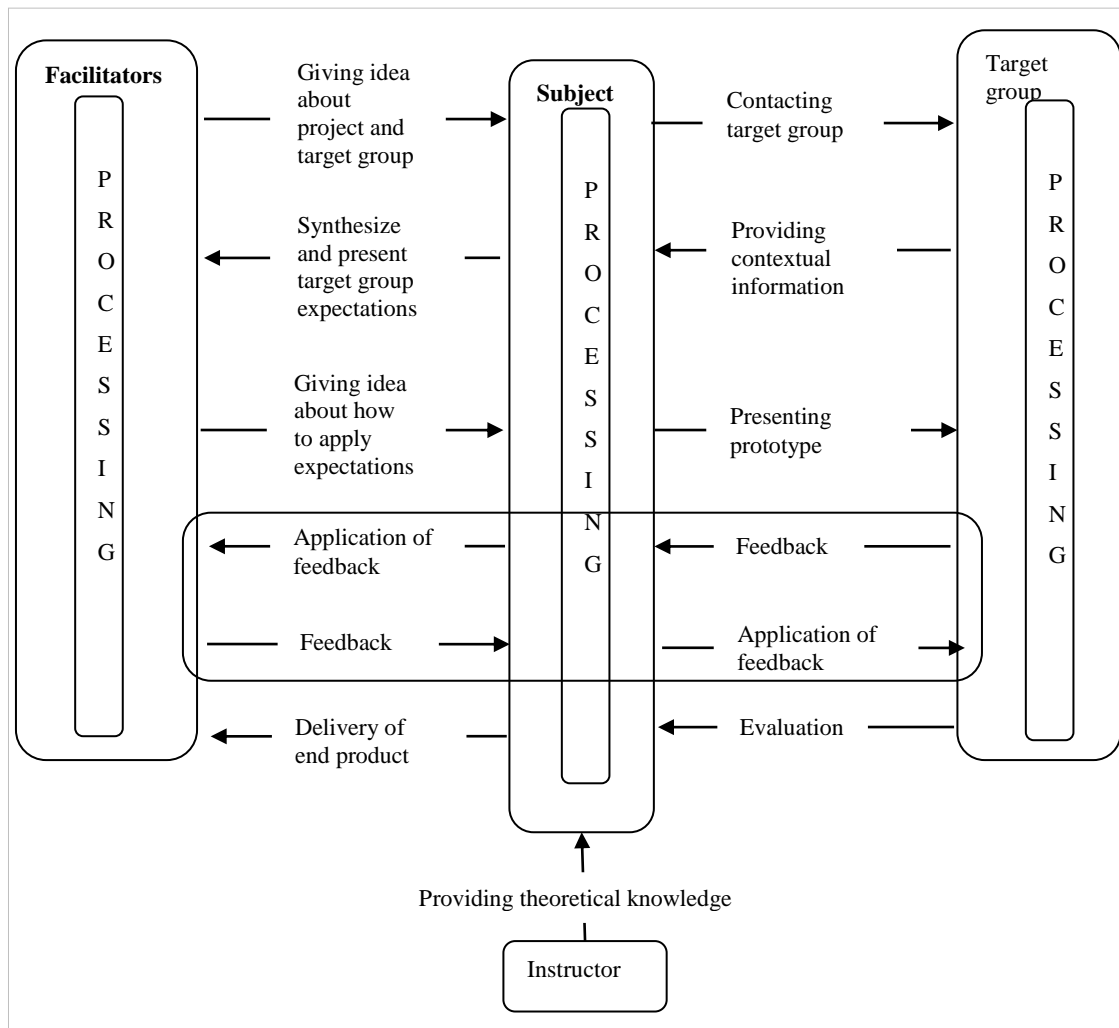 Facilitators
P
R
O
C
E
S
S
I
N
G
Giving idea
about
project and
target group
Synthesize
and present
target group
expectations
Giving idea
about how
to apply
expectations
Application of
feedback
Feedback
Delivery of
end product
Subject
P
R
O
C
E
S
S
I
N
G
Contacting
target group
Providing
contextual
information
Presenting
prototype
Feedback
Application of
feedback
Evaluation
Target
group
P
R
O
C
E
S
S
I
N
G
Providing theoretical knowledge
Instructor